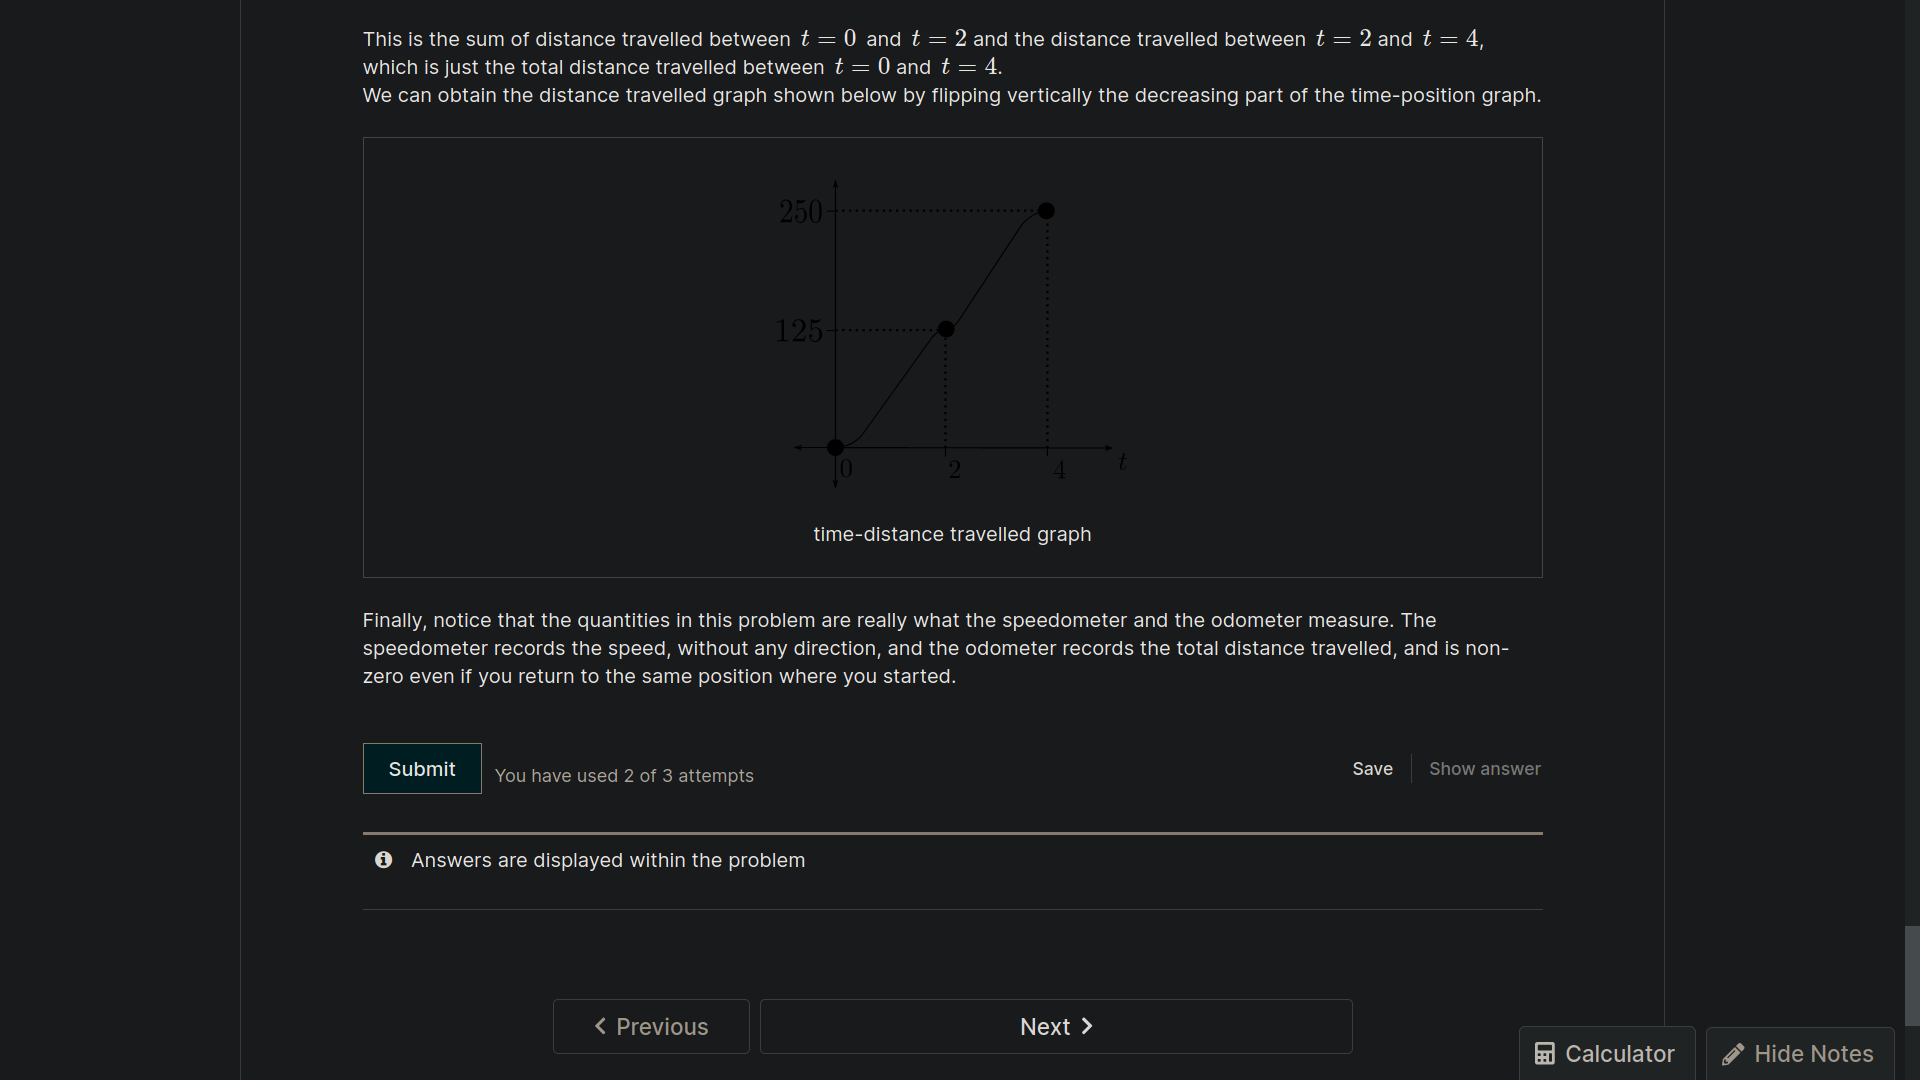 This is the sum of distance travelled between t = 0 and t = 2 and the distance travelled between t = 2 and t = 4,
which is just the total distance travelled between t = 0 and t = 4.
We can obtain the distance travelled graph shown below by flipping vertically the decreasing part of the time-position graph.
250
125
0 2 4 t
time-distance travelled graph
Finally, notice that the quantities in this problem are really what the speedometer and the odometer measure. The
speedometer records the speed, without any direction, and the odometer records the total distance travelled, and is non-
zero even if you return to the same position where you started.
Submit You have used 2 of 3 attempts Save Show answer
Answers are displayed within the problem
Previous Next
Calculator Hide Notes